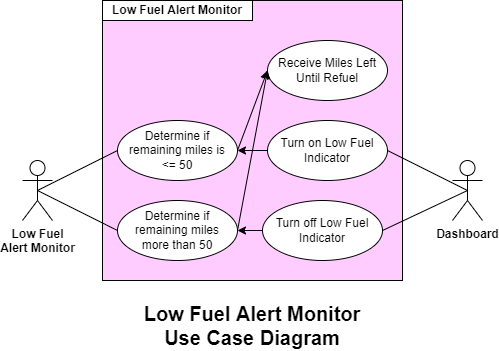 Low Fuel Alert Monitor
Receive Miles Left
Until Refuel
Determine if
remaining miles is
<= 50
Turn on Low Fuel
Indicator
Determine if
remaining miles
more than 50
Turn off Low Fuel
Indicator
Low Fuel
Alert Monitor
Dashboard
Low Fuel Alert Monitor
Use Case Diagram